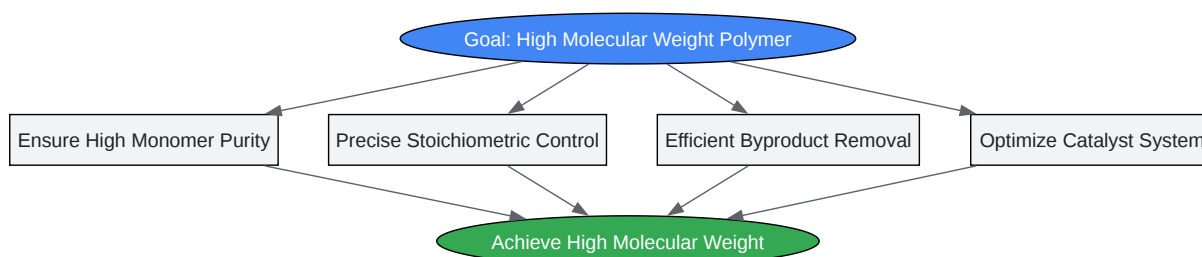 Goal: High Molecular Weight Polymer
Ensure High Monomer Purity
Precise Stoichiometric Control
Efficient Byproduct Removal
Optimize Catalyst System
Achieve High Molecular Weight